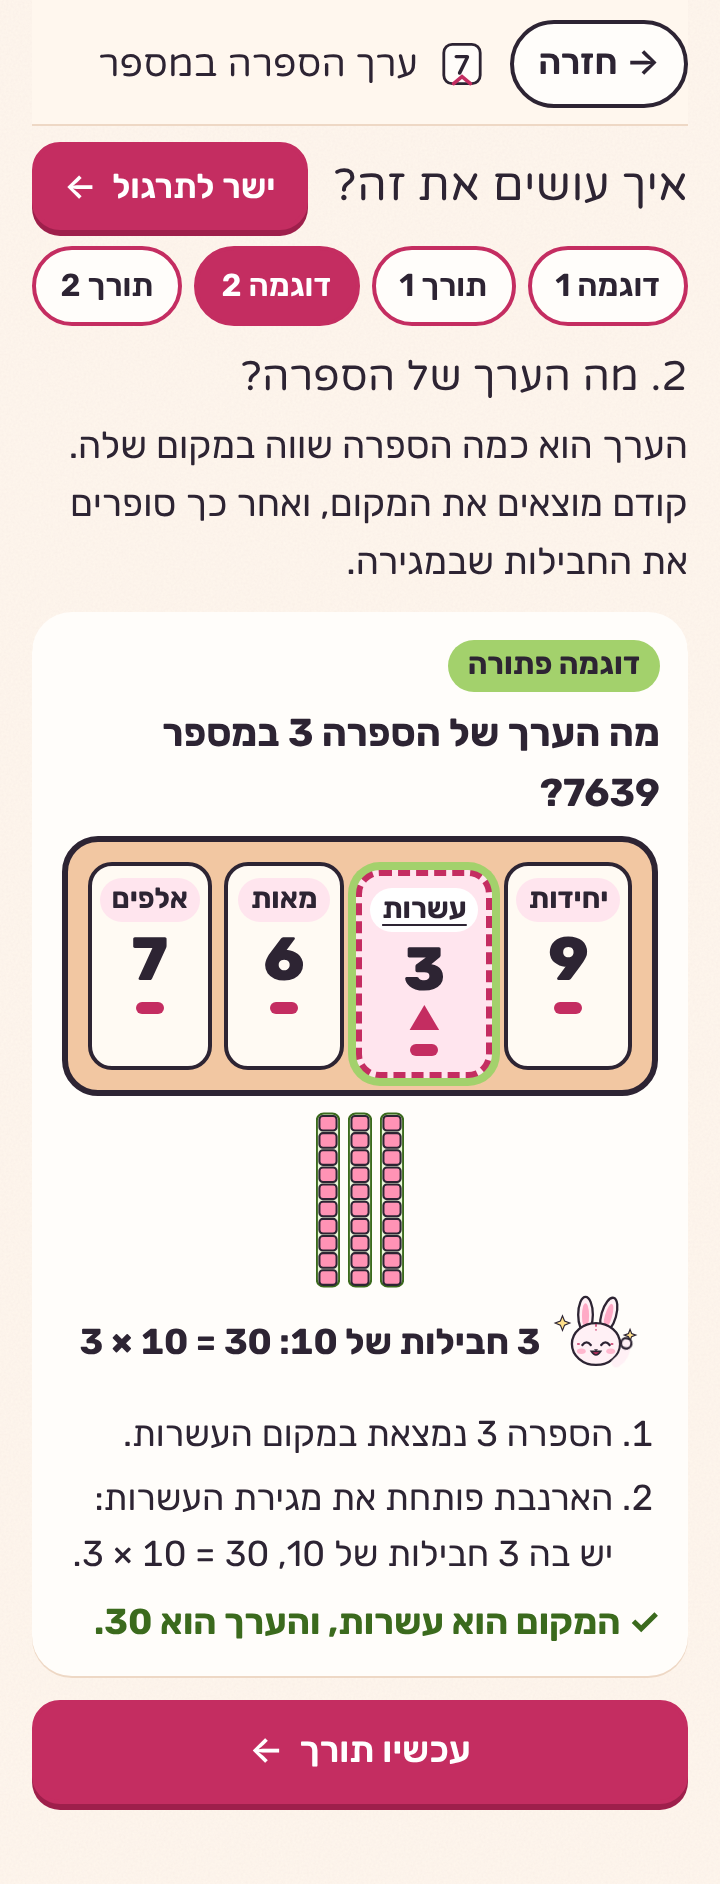 חזרה →
7
ערך הספרה במספר
איך עושים את זה?
ישר לתרגול ←
דוגמה 1
תורך 1
דוגמה 2
תורך 2
2. מה הערך של הספרה?
הערך הוא כמה הספרה שווה במקום שלה.
קודם מוצאים את המקום, ואחר כך סופרים
את החבילות שבמגירה.
דוגמה פתורה
מה הערך של הספרה 3 במספר
7639?
יחידות עשרות מאות אלפים
9 3 6 7
3 חבילות של 10: 3 × 10 = 30
1. הספרה 3 נמצאת במקום העשרות.
2. הארנבת פותחת את מגירת העשרות:
יש בה 3 חבילות של 10, 3 × 10 = 30.
✓ המקום הוא עשרות, והערך הוא 30.
עכשיו תורך ←